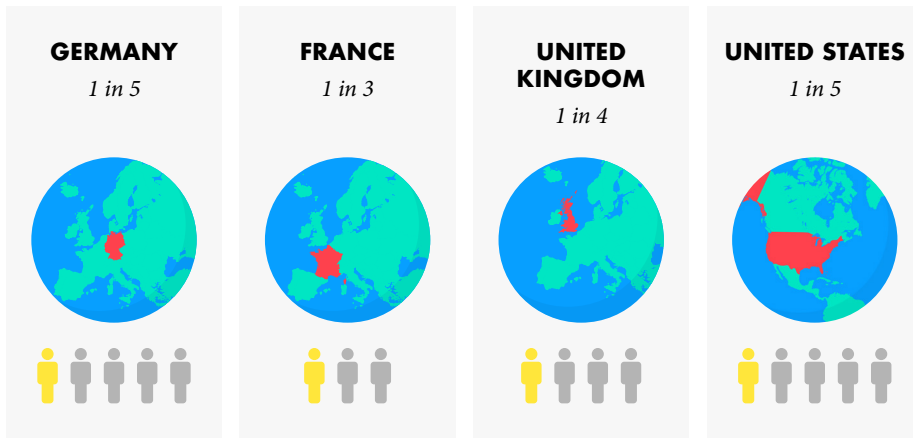 GERMANY
1 in 5
FRANCE
1 in 3
UNITED
KINGDOM
1 in 4
UNITED STATES
1 in 5